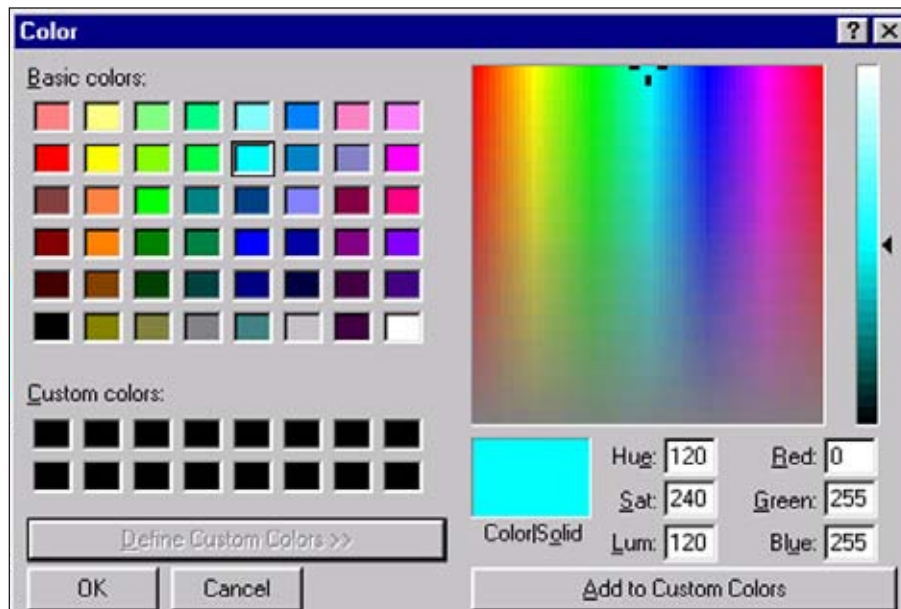 Color
Basic colors:
Custom colors:
Define Custom Colors >>
OK Cancel
Color|Solid
Hue: 120 Red: 0
Sat: 240 Green: 255
Lum: 120 Blue: 255
Add to Custom Colors